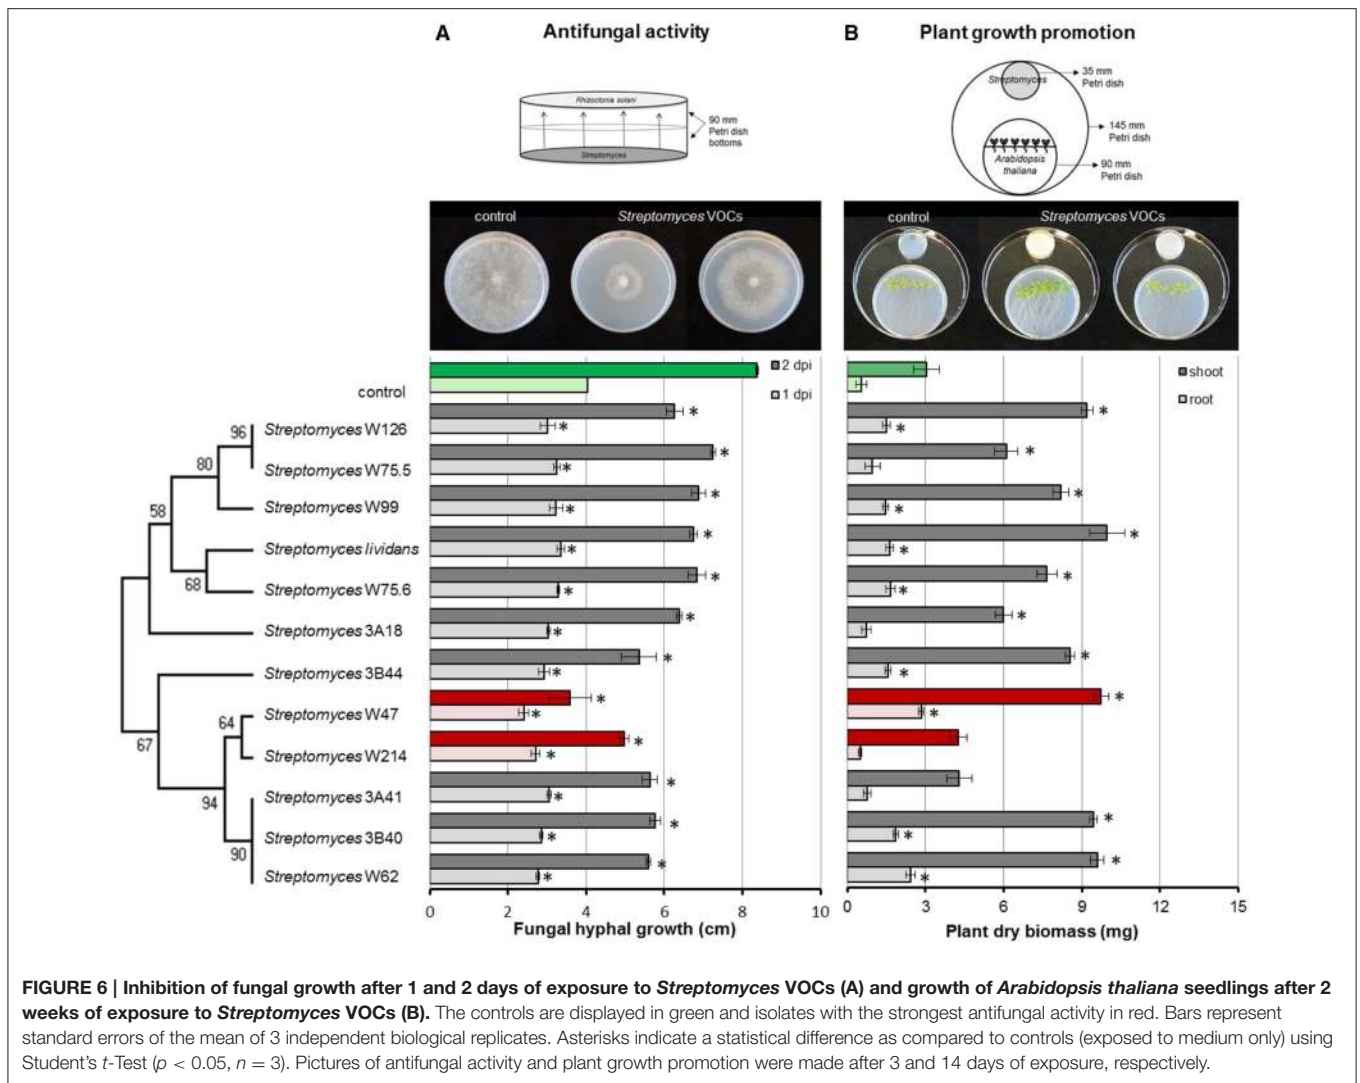 A Antifungal activity
Rhizoctonia solani
Streptomyces
90 mm
Petri dish
bottoms
B Plant growth promotion
Streptomyces
35 mm
Petri dish
145 mm
Petri dish
Arabidopsis
thaliana
90 mm
Petri dish
control Streptomyces VOCs
control Streptomyces VOCs
2 dpi
1 dpi
shoot
root
control
Streptomyces W126
Streptomyces W75.5
Streptomyces W99
Streptomyces lividans
Streptomyces W75.6
Streptomyces 3A18
Streptomyces 3B44
Streptomyces W47
Streptomyces W214
Streptomyces 3A41
Streptomyces 3B40
Streptomyces W62
96
80
58
68
64
67
94
90
* * * * * * * * * * * * * * * * * * * * * * * *
* * * * * * * * * * * * * * * * * *
0 2 4 6 8 10
Fungal hyphal growth (cm)
0 3 6 9 12 15
Plant dry biomass (mg)
FIGURE 6 | Inhibition of fungal growth after 1 and 2 days of exposure to Streptomyces VOCs (A) and growth of Arabidopsis thaliana seedlings after 2
weeks of exposure to Streptomyces VOCs (B). The controls are displayed in green and isolates with the strongest antifungal activity in red. Bars represent
standard errors of the mean of 3 independent biological replicates. Asterisks indicate a statistical difference as compared to controls (exposed to medium only) using
Student's t-Test (p < 0.05, n = 3). Pictures of antifungal activity and plant growth promotion were made after 3 and 14 days of exposure, respectively.